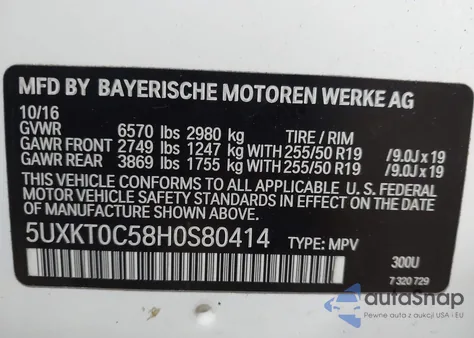 MFD BY BAYERISCHE MOTOREN WERKE AG
10/16
GVWR 6570 lbs 2980 kg TIRE / RIM
GAWR FRONT 2749 lbs 1247 kg WITH 255/50 R19 /9.0J x 19
GAWR REAR 3869 lbs 1755 kg WITH 255/50 R19 /9.0J x 19
THIS VEHICLE CONFORMS TO ALL APPLICABLE U. S. FEDERAL
MOTOR VEHICLE SAFETY STANDARDS IN EFFECT ON THE
DATE OF MANUFACTURE SHOWN ABOVE.
5UXKT0C58H0S80414 TYPE: MPV
300U
7 320 729
autasnap
Pewne auta z aukcji USA i EU